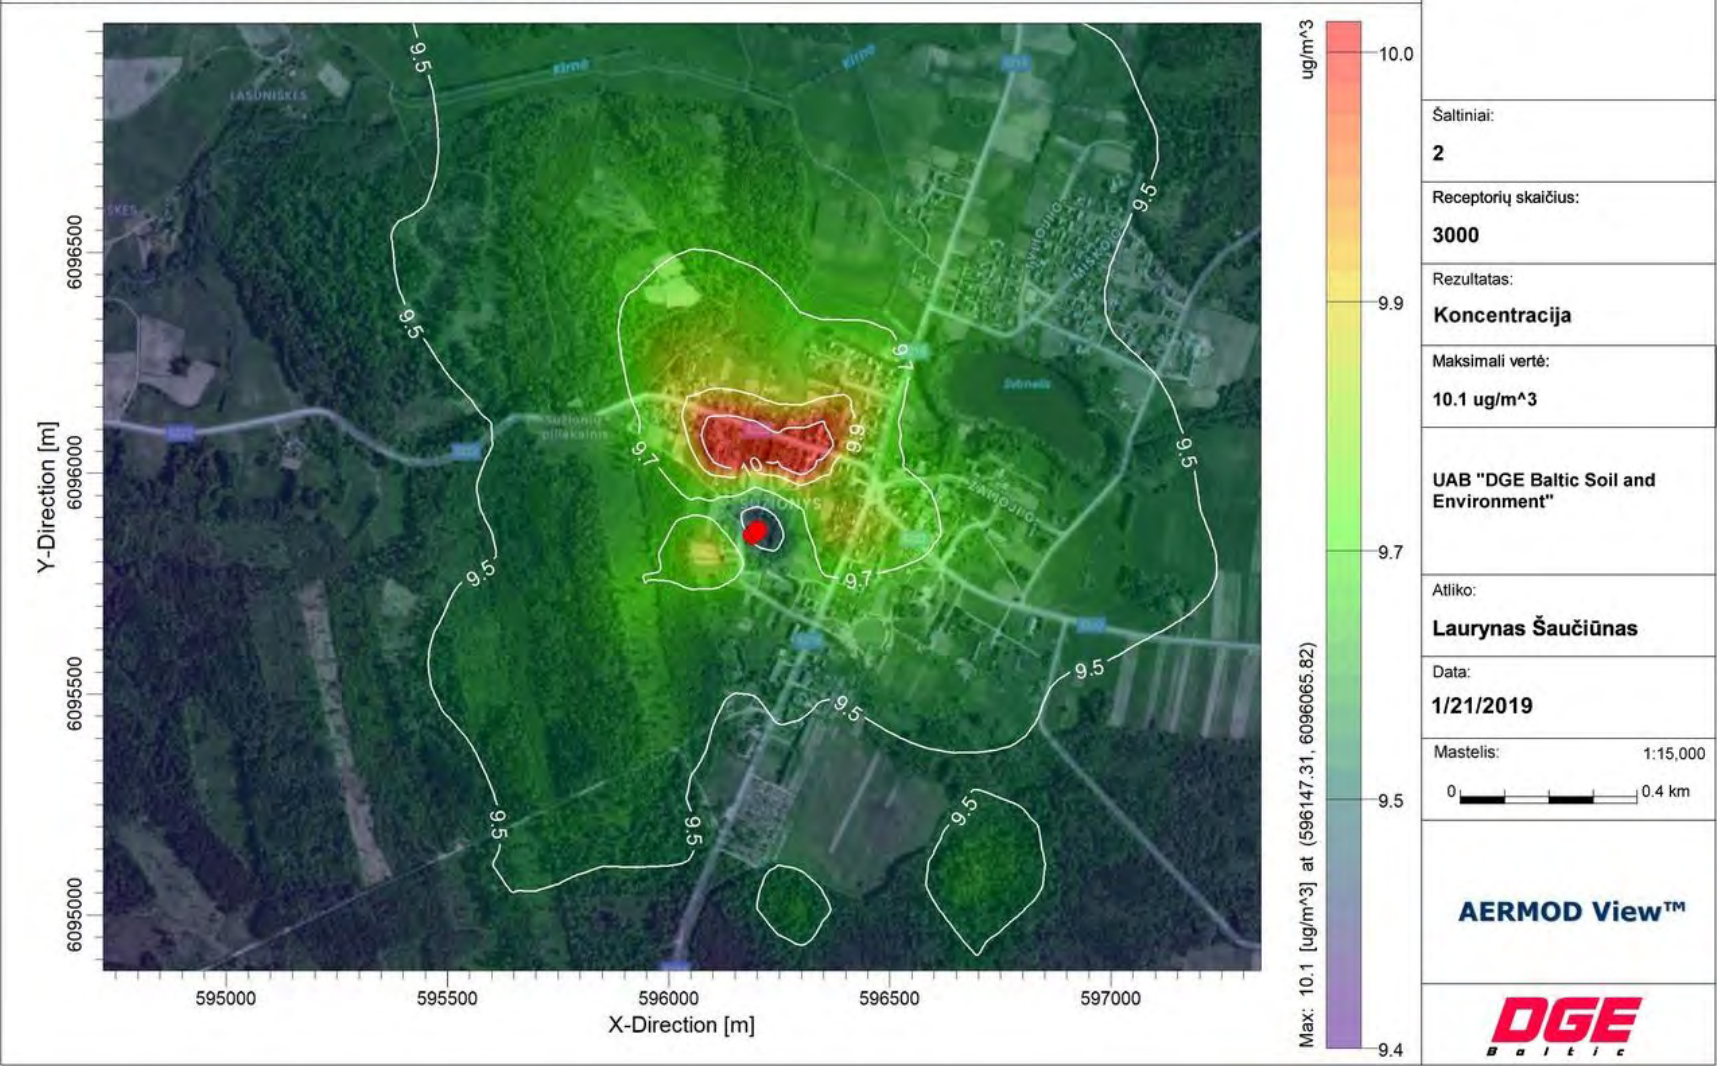 ug/m^3
10.0
9.9
9.7
9.5
9.4
Max: 10.1 [ug/m^3] at (596147.31, 6096065.82)
Y-Direction [m]
6096500
6096000
6095500
6095000
595000
595500
596000
596500
597000
X-Direction [m]
9.5
Kirnė
Kirnė
LASUNIŠKĖS
9.5
9.5
9.7
Sužionių
piliakalnis
9.9
9.7
10
9.5
9.5
9.7
9.5
9.5
9.5
9.5
9.5
Šaltiniai:
2
Receptorių skaičius:
3000
Rezultatas:
Koncentracija
Maksimali vertė:
10.1 ug/m^3
UAB "DGE Baltic Soil and
Environment"
Atliko:
Laurynas Šaučiūnas
Data:
1/21/2019
Mastelis:
1:15,000
0
0.4 km
AERMOD View™
DGE
Baltic